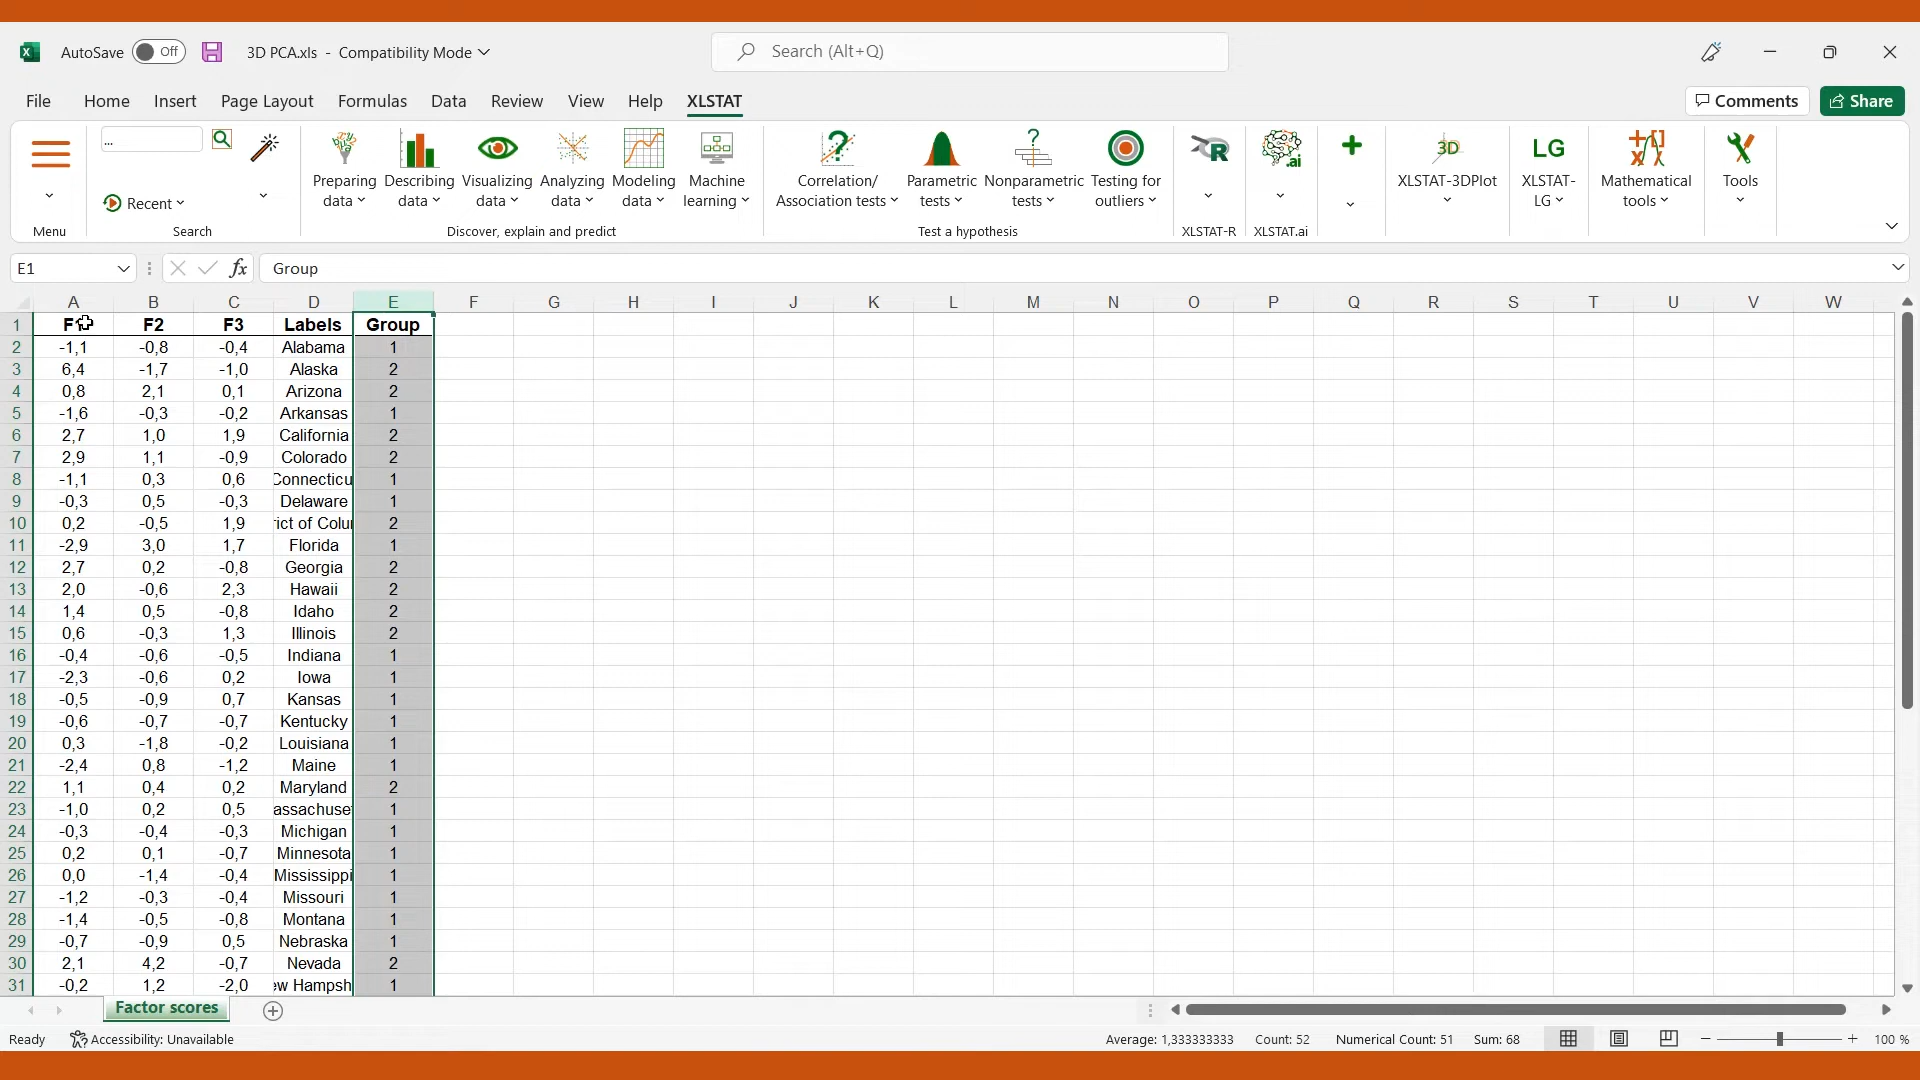 AutoSave Off 3D PCA.xls - Compatibility Mode Search (Alt+Q)
File Home Insert Page Layout Formulas Data Review View Help XLSTAT Comments Share
...
Recent
Preparing data
Describing data
Visualizing data
Analyzing data
Modeling data
Machine learning
Correlation/ Association tests
Parametric tests
Nonparametric tests
Testing for outliers
R
.ai
3D
XLSTAT-3DPlot
LG
XLSTAT-LG
Mathematical tools
Tools
Menu Search Discover, explain and predict Test a hypothesis XLSTAT-R XLSTAT.ai
E1 fx Group
A B C D E F G H I J K L M N O P Q R S T U V W
1 F1 F2 F3 Labels Group
2 -1,1 -0,8 -0,4 Alabama 1
3 6,4 -1,7 -1,0 Alaska 2
4 0,8 2,1 0,1 Arizona 2
5 -1,6 -0,3 -0,2 Arkansas 1
6 2,7 1,0 1,9 California 2
7 2,9 1,1 -0,9 Colorado 2
8 -1,1 0,3 0,6 Connecticu 1
9 -0,3 0,5 -0,3 Delaware 1
10 0,2 -0,5 1,9 rict of Colu 2
11 -2,9 3,0 1,7 Florida 1
12 2,7 0,2 -0,8 Georgia 2
13 2,0 -0,6 2,3 Hawaii 2
14 1,4 0,5 -0,8 Idaho 2
15 0,6 -0,3 1,3 Illinois 2
16 -0,4 -0,6 -0,5 Indiana 1
17 -2,3 -0,6 0,2 Iowa 1
18 -0,5 -0,9 0,7 Kansas 1
19 -0,6 -0,7 -0,7 Kentucky 1
20 0,3 -1,8 -0,2 Louisiana 1
21 -2,4 0,8 -1,2 Maine 1
22 1,1 0,4 0,2 Maryland 2
23 -1,0 0,2 0,5 assachuset 1
24 -0,3 -0,4 -0,3 Michigan 1
25 0,2 0,1 -0,7 Minnesota 1
26 0,0 -1,4 -0,4 Mississippi 1
27 -1,2 -0,3 -0,4 Missouri 1
28 -1,4 -0,5 -0,8 Montana 1
29 -0,7 -0,9 0,5 Nebraska 1
30 2,1 4,2 -0,7 Nevada 2
31 -0,2 1,2 -2,0 ew Hampsh 1
Factor scores
Ready Accessibility: Unavailable Average: 1,333333333 Count: 52 Numerical Count: 51 Sum: 68 100 %